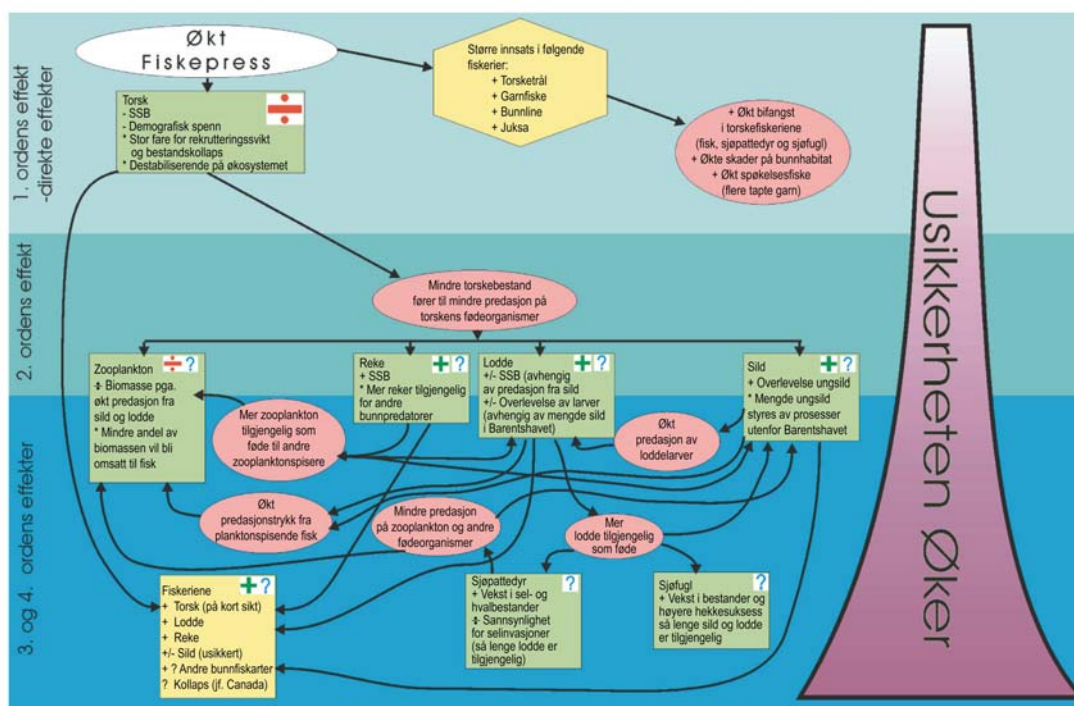 1. ordens effekt
-direkte effekter
Økt
Fiskepress
Større innsats i følgende
fiskerier:
+ Torsketrål
+ Garnfiske
+ Bunnline
+ Juksa
Torsk
- SSB
- Demografisk spenn
* Stor fare for rekrutteringssvikt
og bestandskollaps
* Destabiliserende på økosystemet
+ Økt bifangst
i torskefiskeriene
(fisk, sjøpattedyr og sjøfugl)
+ Økte skader på bunnhabitat
+ Økt spøkelsesfiske
(flere tapte garn)
Usikkerheten Øker
2. ordens effekt
Mindre torskebestand
fører til mindre predasjon på
torskens fødeorganismer
Zooplankton
÷ ?
÷ Biomasse pga.
økt predasjon fra
sild og lodde
* Mindre andel av
biomassen vil bli
omsatt til fisk
Reke
+ ?
+ SSB
* Mer reker tilgjengelig
for andre
bunnpredatorer
Lodde
+ ?
+/- SSB (avhengig
av predasjon fra sild
+/- Overlevelse av larver
(avhengig av mengde sild
i Barentshavet)
Sild
+ ?
+ Overlevelse ungsild
* Mengde ungsild
styres av prosesser
utenfor Barentshavet
3. og 4. ordens effekter
Mer zooplankton
tilgjengelig som
føde til andre
zooplanktonspisere
Økt
predasjon av
loddelarver
Økt
predasjonstrykk fra
planktonspisende fisk
Mindre predasjon
på zooplankton og andre
fødeorganismer
Mer
lodde tilgjengelig
som føde
Fiskeriene
+ ?
+ Torsk (på kort sikt)
+ Lodde
+ Reke
+/- Sild (usikkert)
+ ? Andre bunnfiskarter
? Kollaps (jf. Canada)
Sjøpattedyr
?
+ Vekst i sel- og
hvalbestander
÷ Sannsynlighet
for selinvasjoner
(så lenge lodde er
tilgjengelig)
Sjøfugl
?
+ Vekst i bestander og
høyere hekkesuksess
så lenge sild og lodde
er tilgjengelig